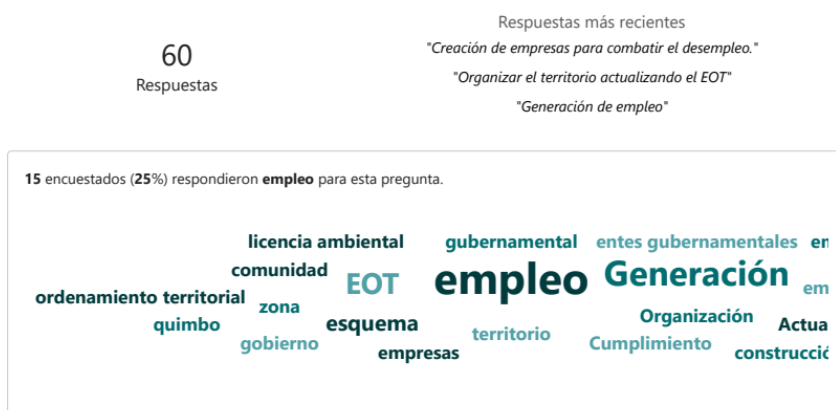 60
Respuestas
Respuestas más recientes
"Creación de empresas para combatir el desempleo."
"Organizar el territorio actualizando el EOT"
"Generación de empleo"
15 encuestados (25%) respondieron empleo para esta pregunta.
licencia ambiental gubernamental entes gubernamentales
comunidad EOT empleo Generación
ordenamiento territorial zona
quimbo esquema territorio Organización
gobierno empresas Cumplimiento